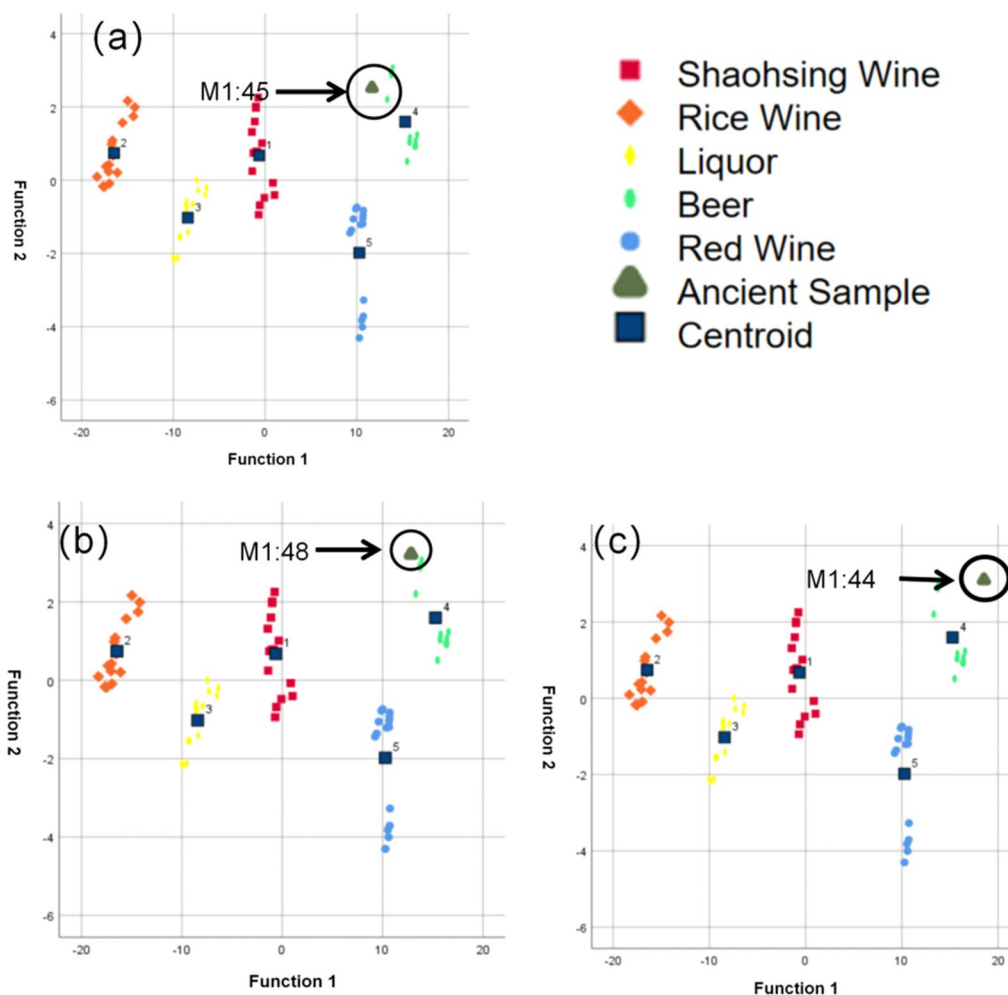 (a)
M1:45
4
2
0
-2
-4
-6
-20
-10
0
10
20
1
2
3
4
5
Function 1
Function 2
Shaohsing Wine
Rice Wine
Liquor
Beer
Red Wine
Ancient Sample
Centroid
(b)
M1:48
4
2
0
-2
-4
-6
-20
-10
0
10
20
1
2
3
4
5
Function 1
Function 2
(c)
M1:44
4
2
0
-2
-4
-6
-20
-10
0
10
20
1
2
3
4
5
Function 1
Function 2